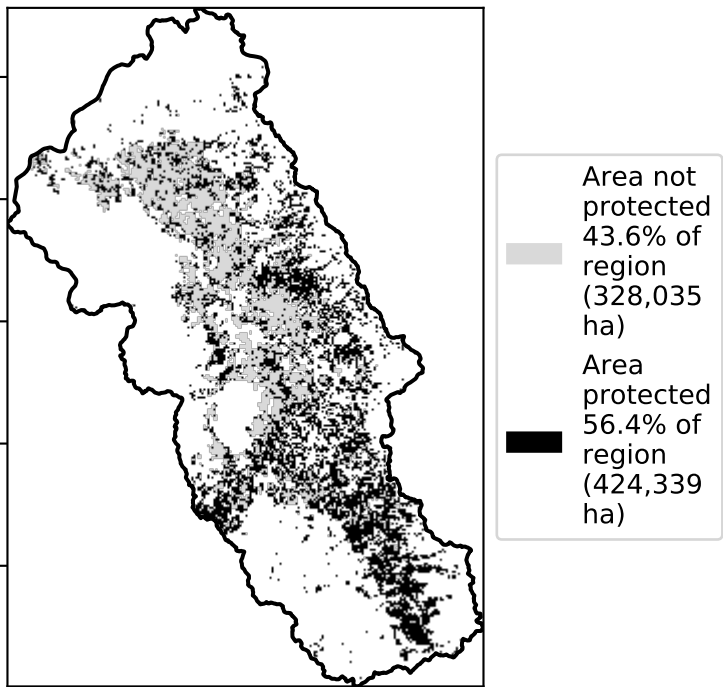 Area not
protected
43.6% of
region
(328,035
ha)
Area
protected
56.4% of
region
(424,339
ha)